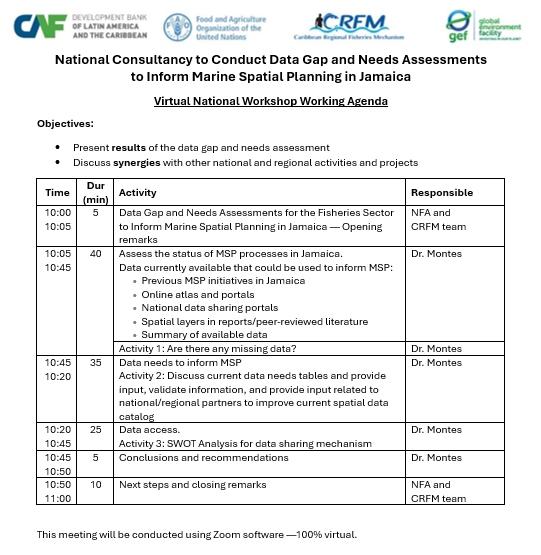 CAF DEVELOPMENT BANK
OF LATIN AMERICA
AND THE CARIBBEAN
Food and Agriculture
Organization of the
United Nations
CRFM
Caribbean Regional Fisheries Mechanism
gef
global
environment
facility
National Consultancy to Conduct Data Gap and Needs Assessments
to Inform Marine Spatial Planning in Jamaica
Virtual National Workshop Working Agenda
Objectives:
• Present results of the data gap and needs assessment
• Discuss synergies with other national and regional activities and projects
Time
Dur
(min)
Activity
Responsible
10:00
10:05
5
Data Gap and Needs Assessments for the Fisheries Sector
to Inform Marine Spatial Planning in Jamaica — Opening
remarks
NFA and
CRFM team
10:05
10:45
40
Assess the status of MSP processes in Jamaica.
Data currently available that could be used to inform MSP:
• Previous MSP initiatives in Jamaica
• Online atlas and portals
• National data sharing portals
• Spatial layers in reports/peer-reviewed literature
• Summary of available data
Dr. Montes
Activity 1: Are there any missing data?
Dr. Montes
10:45
10:20
35
Data needs to inform MSP
Activity 2: Discuss current data needs tables and provide
input, validate information, and provide input related to
national/regional partners to improve current spatial data
catalog
Dr. Montes
10:20
10:45
25
Data access.
Activity 3: SWOT Analysis for data sharing mechanism
Dr. Montes
10:45
10:50
5
Conclusions and recommendations
Dr. Montes
10:50
11:00
10
Next steps and closing remarks
NFA and
CRFM team
This meeting will be conducted using Zoom software —100% virtual.